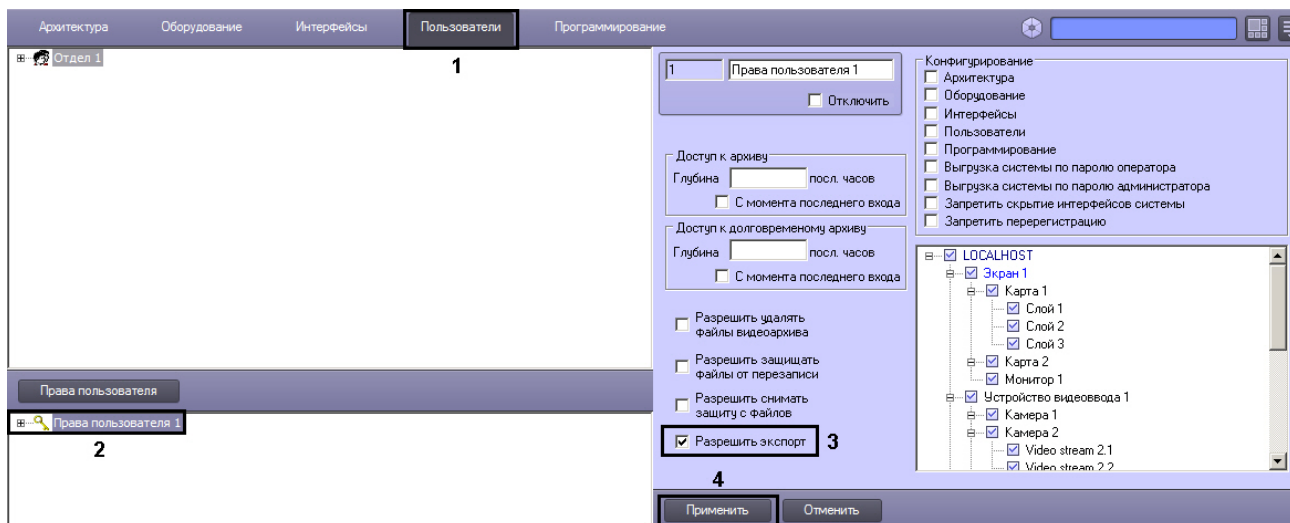 Архитектура Оборудование Интерфейсы Пользователи Программирование
1
Отдел 1
Права пользователя
Права пользователя 1
2
1 Права пользователя 1
Отключить
Доступ к архиву
Глубина посл. часов
С момента последнего входа
Доступ к долговременому архиву
Глубина посл. часов
С момента последнего входа
Разрешить удалять
файлы видеоархива
Разрешить защищать
файлы от перезаписи
Разрешить снимать
защиту с файлов
Разрешить экспорт 3
4
Применить Отменить
Конфигурирование
Архитектура
Оборудование
Интерфейсы
Пользователи
Программирование
Выгрузка системы по паролю оператора
Выгрузка системы по паролю администратора
Запретить скрытие интерфейсов системы
Запретить перерегистрацию
LOCALHOST
Экран 1
Карта 1
Слой 1
Слой 2
Слой 3
Карта 2
Монитор 1
Устройство видеоввода 1
Камера 1
Камера 2
Video stream 2.1
Video stream 2.2